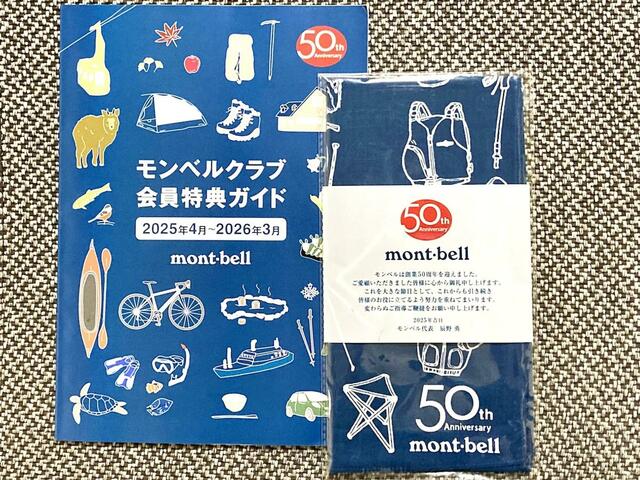 50th
Anniversary
モンベルクラブ
会員特典ガイド
2025年4月~2026年3月
mont-bell
mont-bell
50th
Anniversary
mont-bell
モンベルは創業50周年を迎えました。
ご愛顧いただきました皆様に心から御礼申し上げます。
これを大きな節目として、これからも引き続き
皆様のお役に立てるよう努力を重ねてまいります。
変わらぬご指導ご鞭撻をお願い申し上げます。
2025年吉日
モンベル代表 辰野 勇
50th
Anniversary
mont-bell